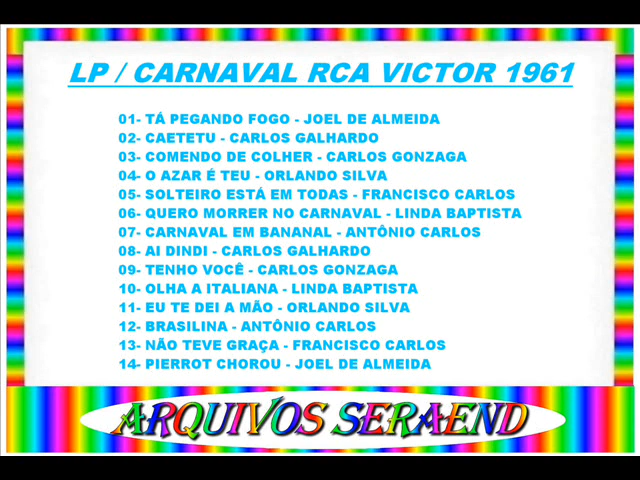 LP / CARNAVAL RCA VICTOR 1961
01- TÁ PEGANDO FOGO - JOEL DE ALMEIDA
02- CAETETU - CARLOS GALHARDO
03- COMENDO DE COLHER - CARLOS GONZAGA
04- O AZAR É TEU - ORLANDO SILVA
05- SOLTEIRO ESTÁ EM TODAS - FRANCISCO CARLOS
06- QUERO MORRER NO CARNAVAL - LINDA BAPTISTA
07- CARNAVAL EM BANANAL - ANTÔNIO CARLOS
08- AI DINDI - CARLOS GALHARDO
09- TENHO VOCÊ - CARLOS GONZAGA
10- OLHA A ITALIANA - LINDA BAPTISTA
11- EU TE DEI A MÃO - ORLANDO SILVA
12- BRASILINA - ANTÔNIO CARLOS
13- NÃO TEVE GRAÇA - FRANCISCO CARLOS
14- PIERROT CHOROU - JOEL DE ALMEIDA
ARQUIVOS SERAEND